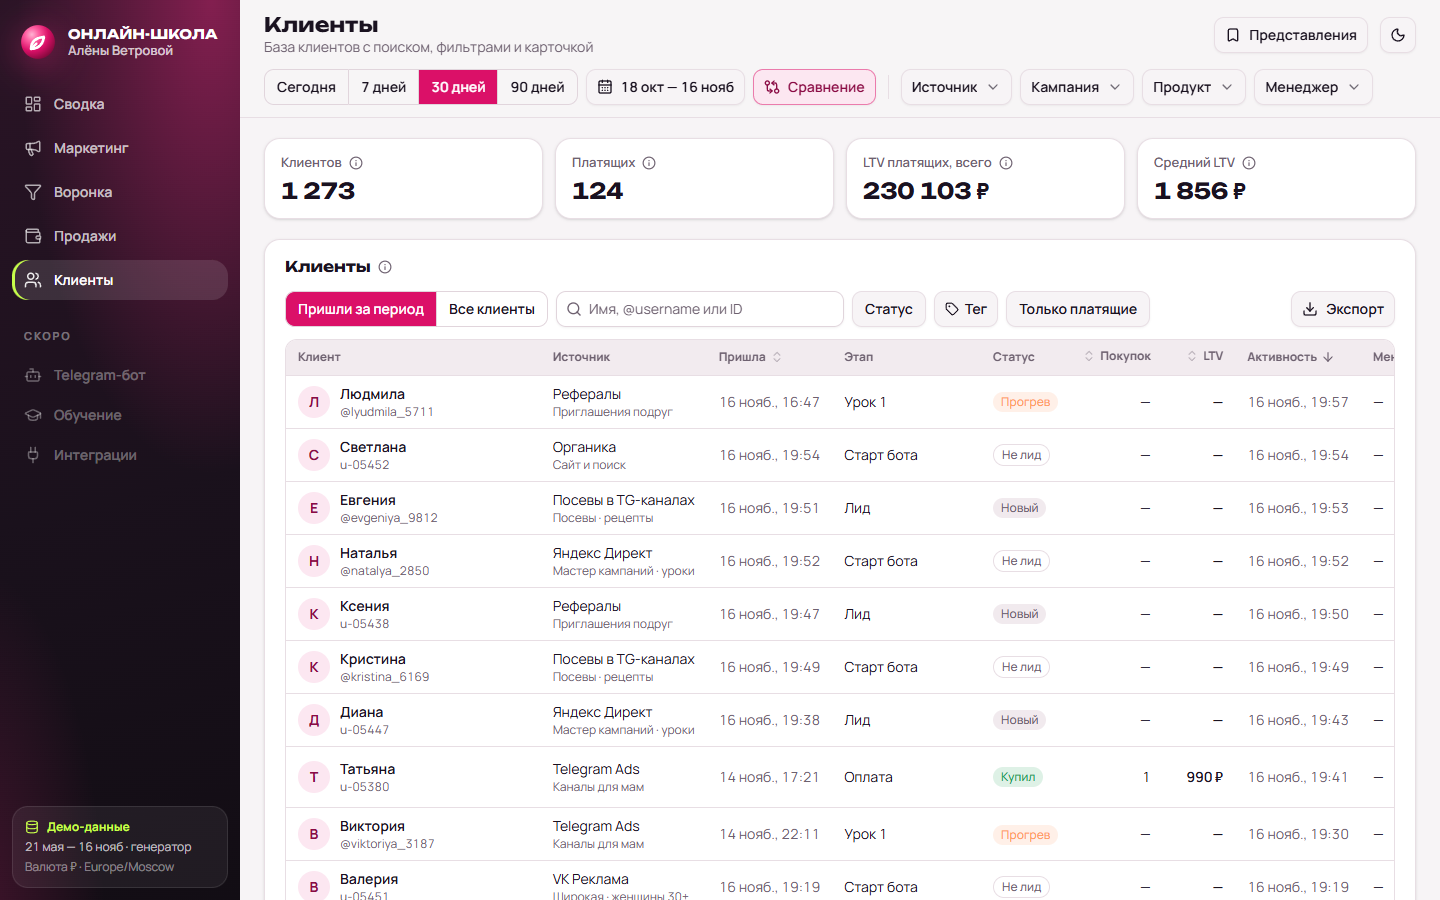 ОНЛАЙН-ШКОЛА
Алёны Ветровой
Сводка
Маркетинг
Воронка
Продажи
Клиенты
СКОРО
Telegram-бот
Обучение
Интеграции
Демо-данные
21 мая — 16 нояб · генератор
Валюта ₽ · Europe/Moscow
Клиенты
База клиентов с поиском, фильтрами и карточкой
Представления
Сегодня 7 дней 30 дней 90 дней 18 окт — 16 нояб Сравнение Источник Кампания Продукт Менеджер
Клиентов Платящих LTV платящих, всего Средний LTV
1 273 124 230 103 ₽ 1 856 ₽
Клиенты
Пришли за период Все клиенты Имя, @username или ID Статус Тег Только платящие Экспорт
Клиент Источник Пришла Этап Статус Покупок LTV Активность
Людмила Рефералы 16 нояб., 16:47 Урок 1 Прогрев — — 16 нояб., 19:57 —
@lyudmila_5711 Приглашения подруг
Светлана Органика 16 нояб., 19:54 Старт бота Не лид — — 16 нояб., 19:54 —
u-05452 Сайт и поиск
Евгения Посевы в TG-каналах 16 нояб., 19:51 Лид Новый — — 16 нояб., 19:53 —
@evgeniya_9812 Посевы · рецепты
Наталья Яндекс Директ 16 нояб., 19:52 Старт бота Не лид — — 16 нояб., 19:52 —
@natalya_2850 Мастер кампаний · уроки
Ксения Рефералы 16 нояб., 19:47 Лид Новый — — 16 нояб., 19:50 —
u-05438 Приглашения подруг
Кристина Посевы в TG-каналах 16 нояб., 19:49 Старт бота Не лид — — 16 нояб., 19:49 —
@kristina_6169 Посевы · рецепты
Диана Яндекс Директ 16 нояб., 19:38 Лид Новый — — 16 нояб., 19:43 —
u-05447 Мастер кампаний · уроки
Татьяна Telegram Ads 14 нояб., 17:21 Оплата Купил 1 990 ₽ 16 нояб., 19:41 —
u-05380 Каналы для мам
Виктория Telegram Ads 14 нояб., 22:11 Урок 1 Прогрев — — 16 нояб., 19:30 —
@viktoriya_3187 Каналы для мам
Валерия VK Реклама 16 нояб., 19:19 Старт бота Не лид — — 16 нояб., 19:19 —
u-05451 Широкая · женщины 30+